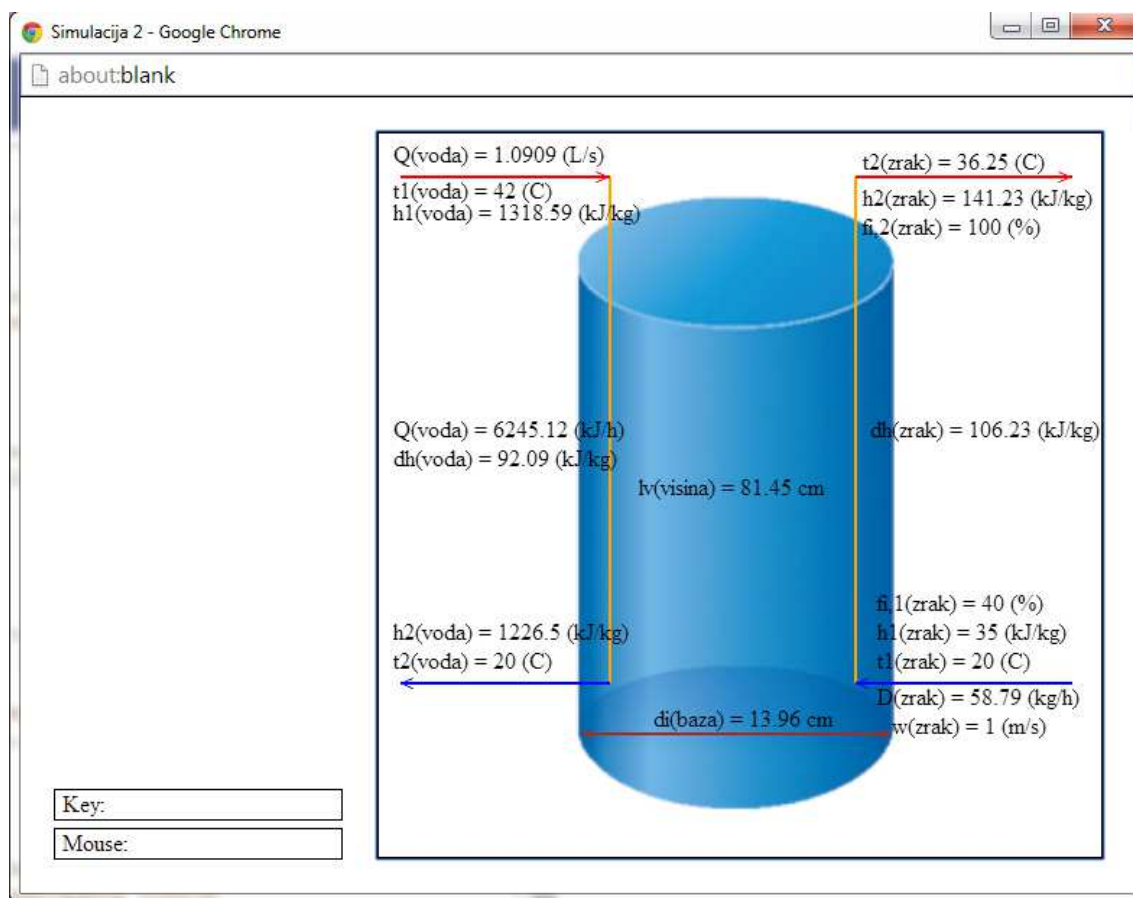 Simulacija 2 - Google Chrome
about:blank
Q(voda) = 1.0909 (L/s)
t1(voda) = 42 (C)
h1(voda) = 1318.59 (kJ/kg)
t2(zrak) = 36.25 (C)
h2(zrak) = 141.23 (kJ/kg)
fi,2(zrak) = 100 (%)
Q(voda) = 6245.12 (kJ/h)
dh(voda) = 92.09 (kJ/kg)
dh(zrak) = 106.23 (kJ/kg)
lv(visina) = 81.45 cm
h2(voda) = 1226.5 (kJ/kg)
t2(voda) = 20 (C)
fi,1(zrak) = 40 (%)
h1(zrak) = 35 (kJ/kg)
t1(zrak) = 20 (C)
D(zrak) = 58.79 (kg/h)
w(zrak) = 1 (m/s)
di(baza) = 13.96 cm
Key:
Mouse: